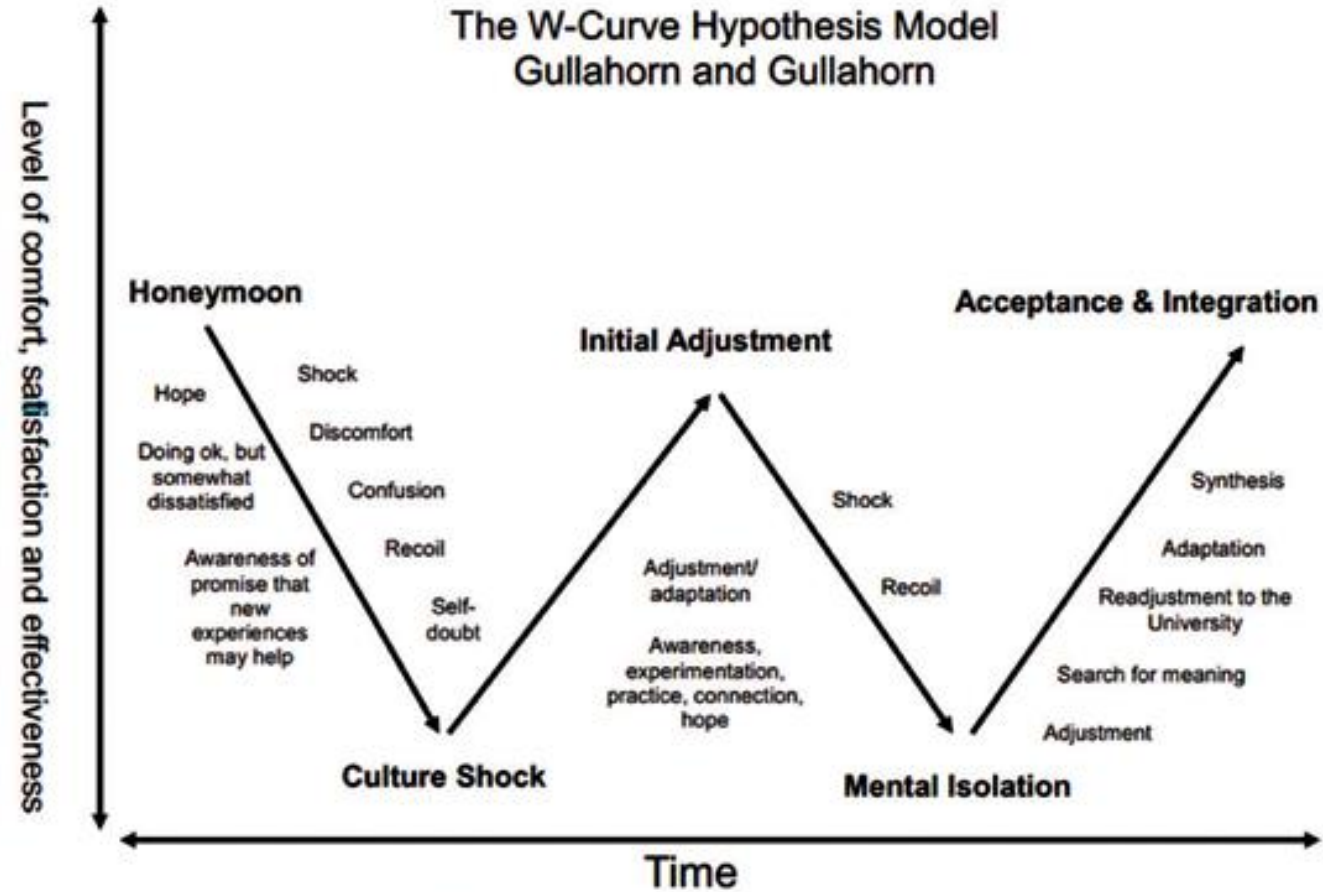 The W-Curve Hypothesis Model
Gullahorn and Gullahorn
Level of comfort, satisfaction and effectiveness
Honeymoon
Hope
Doing ok, but
somewhat
dissatisfied
Awareness of
promise that
new
experiences
may help
Shock
Discomfort
Confusion
Recoil
Self-
doubt
Culture Shock
Initial Adjustment
Adjustment/
adaptation
Awareness,
experimentation,
practice, connection,
hope
Shock
Recoil
Mental Isolation
Acceptance & Integration
Synthesis
Adaptation
Readjustment to the
University
Search for meaning
Adjustment
Time